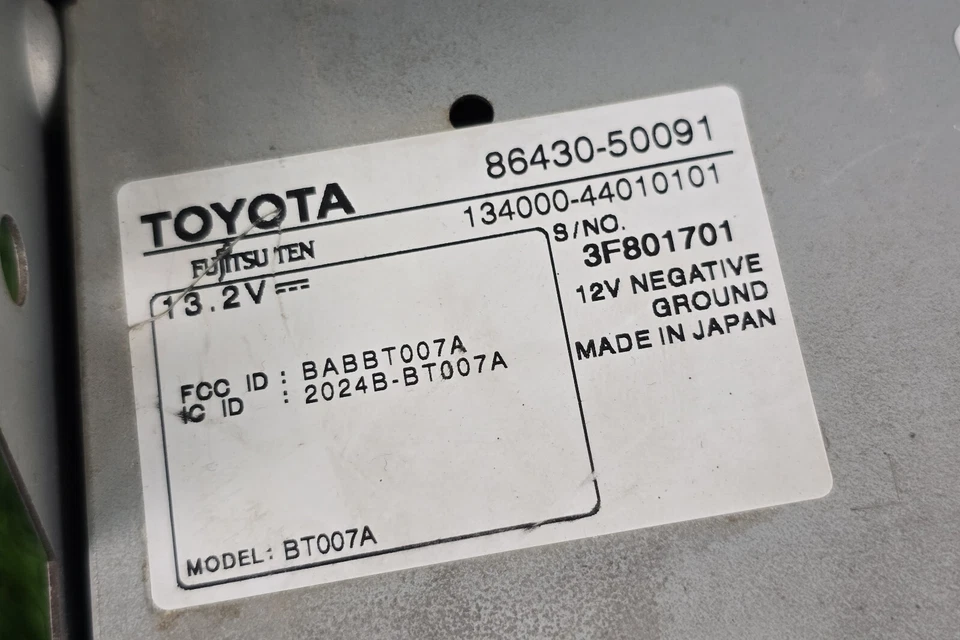 86430-50091
TOYOTA
134000-44010101
FUJITSU TEN
S/NO.
3F801701
13.2V
12V NEGATIVE
GROUND
MADE IN JAPAN
FCC ID : BABBT007A
IC ID : 2024B-BT007A
MODEL: BT007A